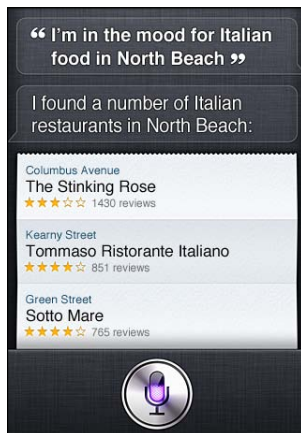 “ I’m in the mood for Italian
food in North Beach ”
I found a number of Italian
restaurants in North Beach:
Columbus Avenue
The Stinking Rose
1430 reviews
Kearny Street
Tommaso Ristorante Italiano
851 reviews
Green Street
Sotto Mare
765 reviews